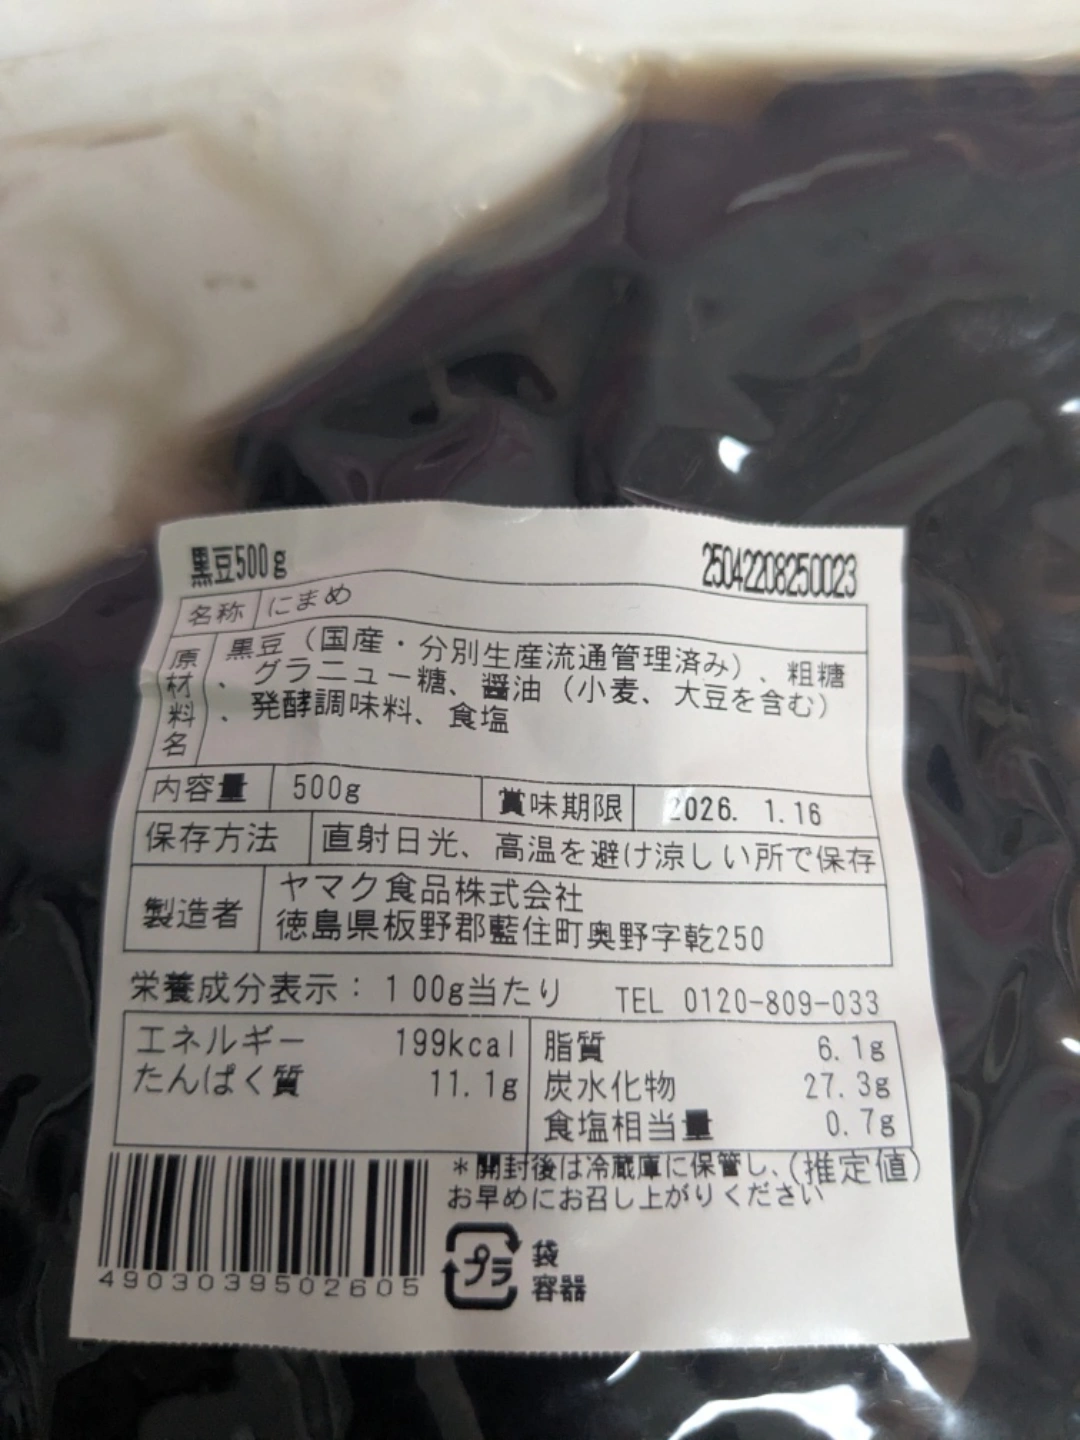 黒豆500g 25042208250023
名称 にまめ
原材料名 黒豆（国産・分別生産流通管理済み）、粗糖
、グラニュー糖、醤油（小麦、大豆を含む）
、発酵調味料、食塩
内容量 500g 賞味期限 2026. 1.16
保存方法 直射日光、高温を避け涼しい所で保存
製造者 ヤマク食品株式会社
徳島県板野郡藍住町奥野字乾250
栄養成分表示：100g当たり TEL 0120-809-033
エネルギー 199kcal 脂質 6.1g
たんぱく質 11.1g 炭水化物 27.3g
食塩相当量 0.7g
＊開封後は冷蔵庫に保管し、（推定値）
お早めにお召し上がりください
4903039502605
プラ 袋
容器